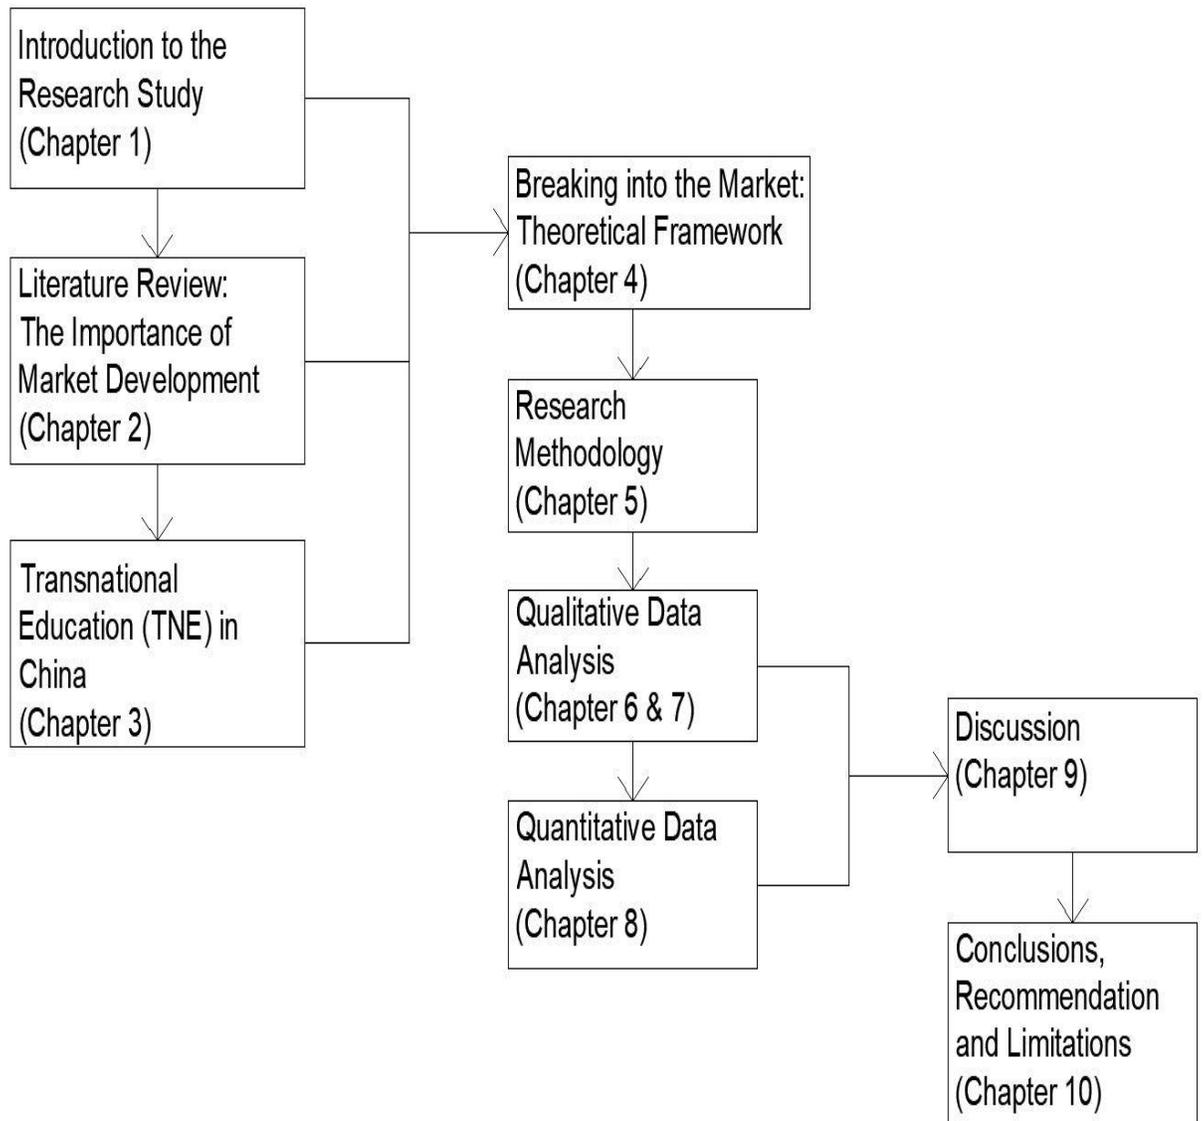 Introduction to the
Research Study
(Chapter 1)
Literature Review:
The Importance of
Market Development
(Chapter 2)
Transnational
Education (TNE) in
China
(Chapter 3)
Breaking into the Market:
Theoretical Framework
(Chapter 4)
Research
Methodology
(Chapter 5)
Qualitative Data
Analysis
(Chapter 6 & 7)
Quantitative Data
Analysis
(Chapter 8)
Discussion
(Chapter 9)
Conclusions,
Recommendation
and Limitations
(Chapter 10)